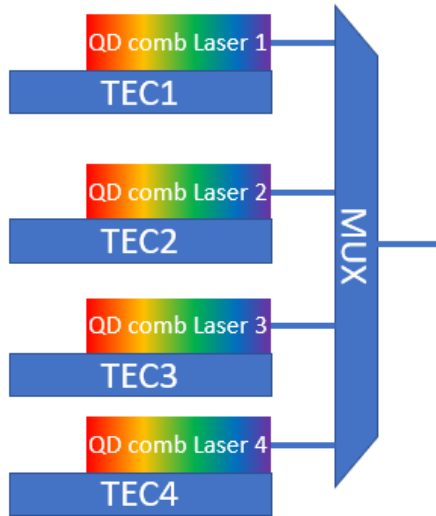 QD comb Laser 1
TEC1
QD comb Laser 2
TEC2
MUX
QD comb Laser 3
TEC3
QD comb Laser 4
TEC4